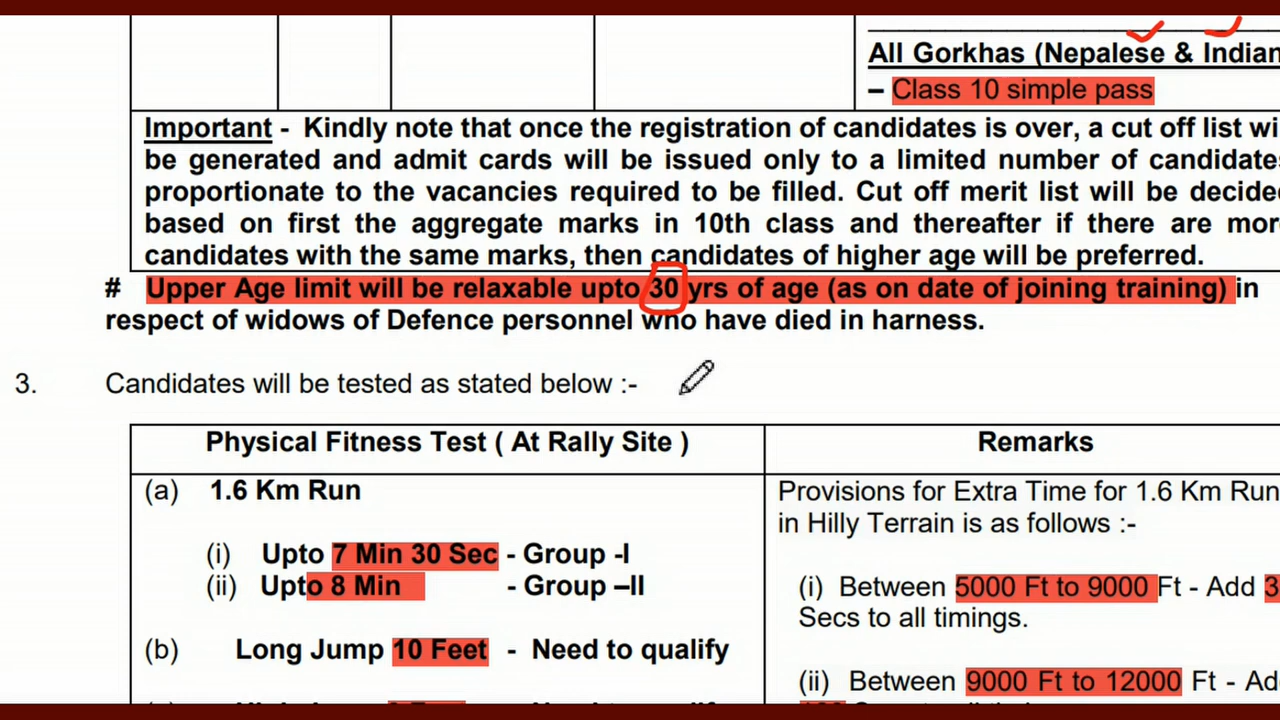 All Gorkhas (Nepalese & Indian
– Class 10 simple pass
Important - Kindly note that once the registration of candidates is over, a cut off list wi
be generated and admit cards will be issued only to a limited number of candidates
proportionate to the vacancies required to be filled. Cut off merit list will be decided
based on first the aggregate marks in 10th class and thereafter if there are mor
candidates with the same marks, then candidates of higher age will be preferred.
# Upper Age limit will be relaxable upto 30 yrs of age (as on date of joining training) in
respect of widows of Defence personnel who have died in harness.
3. Candidates will be tested as stated below :-
Physical Fitness Test ( At Rally Site )
Remarks
(a) 1.6 Km Run
(i) Upto 7 Min 30 Sec - Group -I
(ii) Upto 8 Min - Group –II
(b) Long Jump 10 Feet - Need to qualify
Provisions for Extra Time for 1.6 Km Run
in Hilly Terrain is as follows :-
(i) Between 5000 Ft to 9000 Ft - Add 3
Secs to all timings.
(ii) Between 9000 Ft to 12000 Ft - Ad